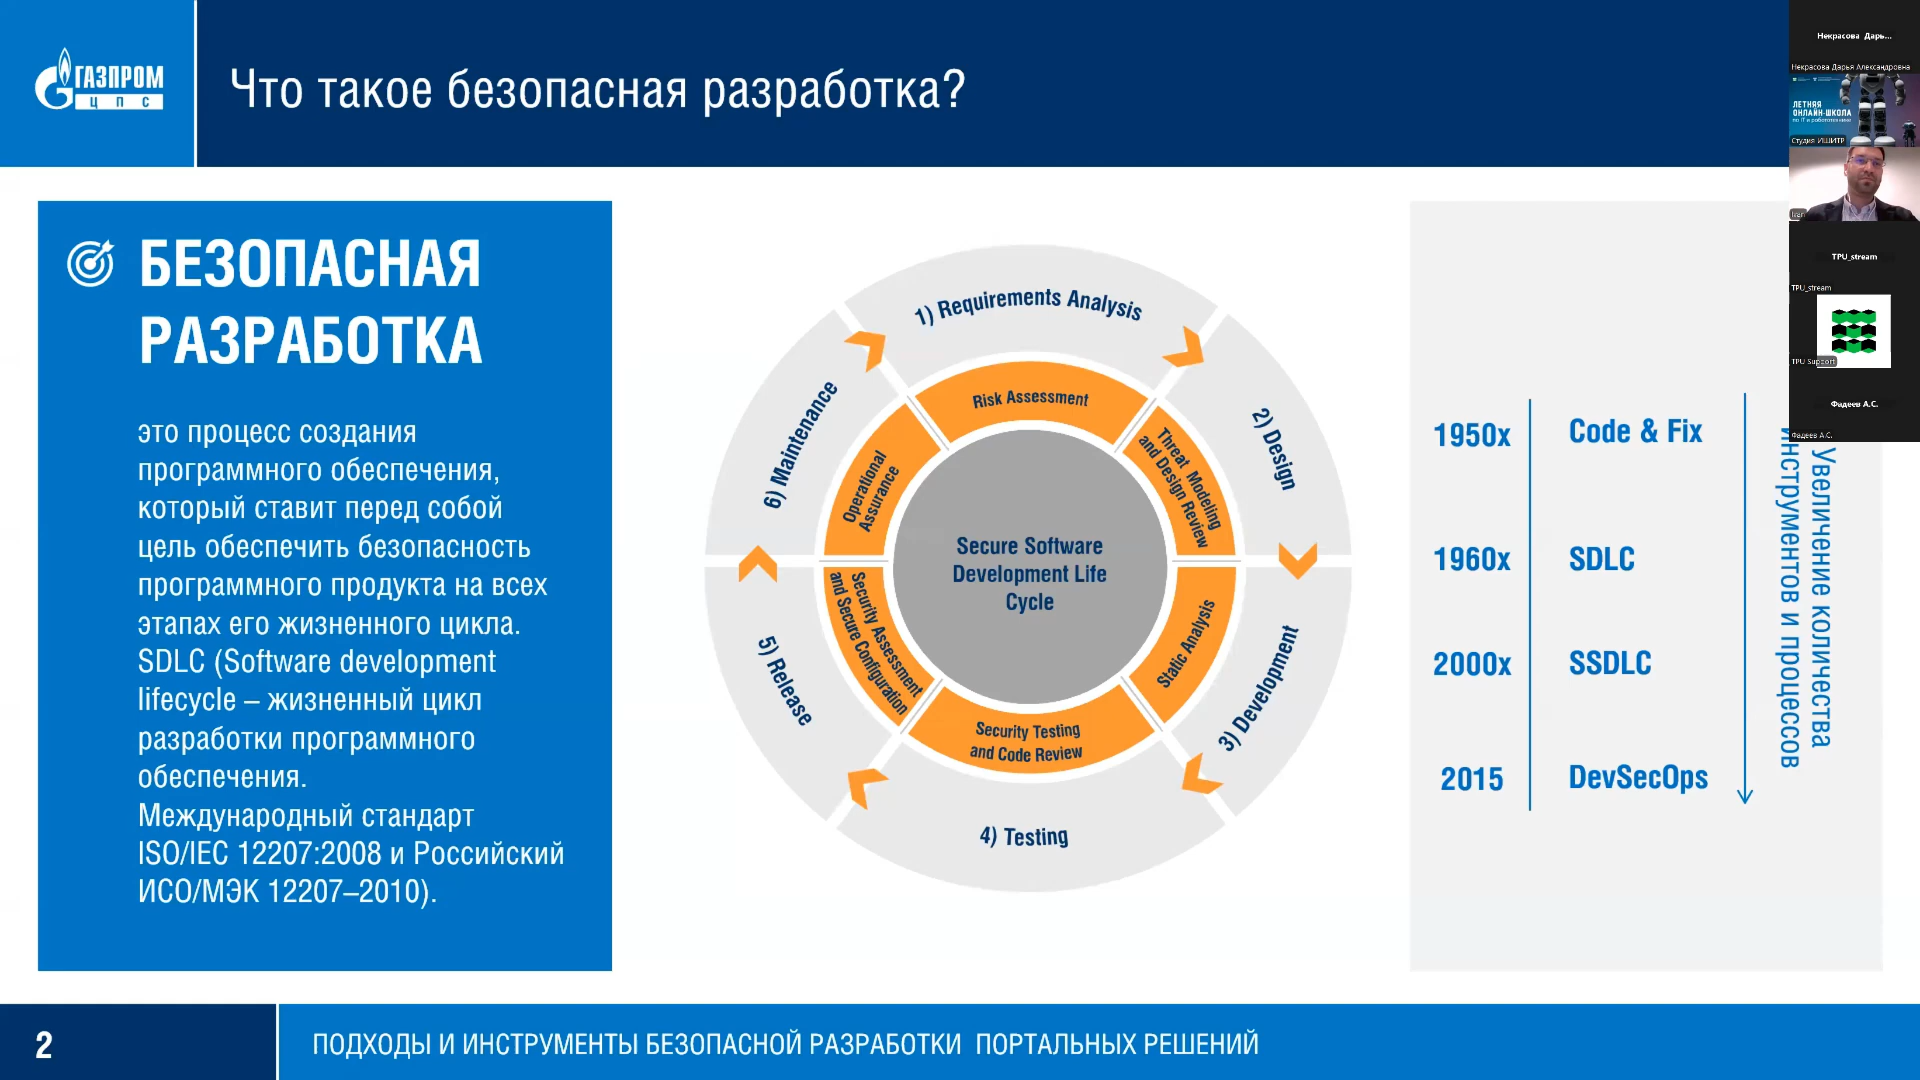 ГАЗПРОМ
ЦПС
Что такое безопасная разработка?
БЕЗОПАСНАЯ
РАЗРАБОТКА
это процесс создания
программного обеспечения,
который ставит перед собой
цель обеспечить безопасность
программного продукта на всех
этапах его жизненного цикла.
SDLC (Software development
lifecycle – жизненный цикл
разработки программного
обеспечения.
Международный стандарт
ISO/IEC 12207:2008 и Российский
ИСО/МЭК 12207–2010).
1) Requirements Analysis
2) Design
3) Development
4) Testing
5) Release
6) Maintenance
Risk Assessment
Threat Modeling
and Design Review
Static Analysis
Security Testing
and Code Review
Security Assessment
and Secure Configuration
Operational
Assurance
Secure Software
Development Life
Cycle
1950x
Code & Fix
1960x
SDLC
2000x
SSDLC
2015
DevSecOps
Увеличение количества
инструментов и процессов
Некрасова Дарь...
Некрасова Дарья Александровна
ЛЕТНЯЯ
ОНЛАЙН-ШКОЛА
по IT и робототехнике
Студия ИШИТР
Ivan
TPU_stream
TPU_stream
TPU Support
Фадеев А.С.
Фадеев А.С.
2
ПОДХОДЫ И ИНСТРУМЕНТЫ БЕЗОПАСНОЙ РАЗРАБОТКИ ПОРТАЛЬНЫХ РЕШЕНИЙ